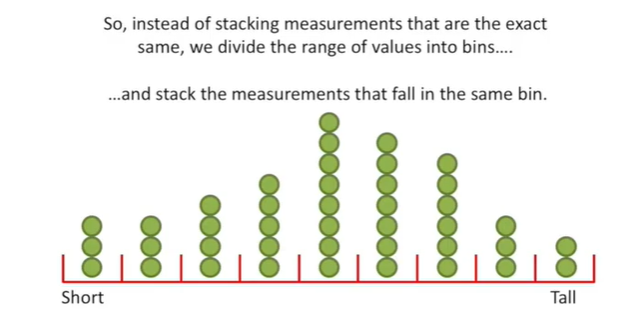 So, instead of stacking measurements that are the exact
same, we divide the range of values into bins....
...and stack the measurements that fall in the same bin.
Short
Tall